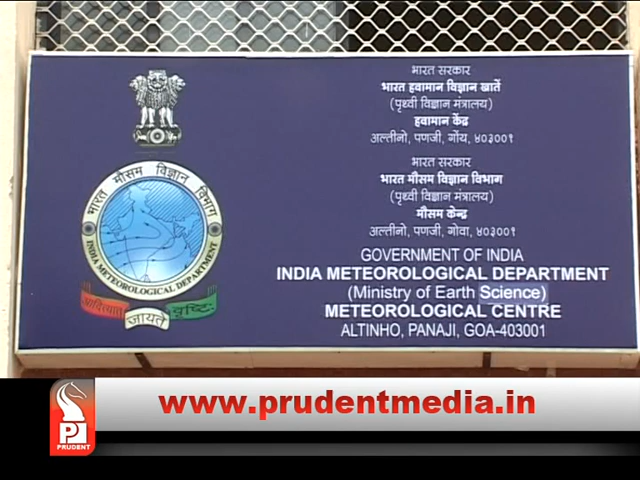 भारत सरकार
भारत हवामान विज्ञान खातें
(पृथ्वी विज्ञान मंत्रालय)
हवामान केंद्र
अल्तीनो, पणजी, गोंय, ४०३००१
भारत सरकार
भारत मौसम विज्ञान विभाग
(पृथ्वी विज्ञान मंत्रालय)
मौसम केन्द्र
अल्तीनो, पणजी, गोवा, ४०३००१
GOVERNMENT OF INDIA
INDIA METEOROLOGICAL DEPARTMENT
(Ministry of Earth Science)
METEOROLOGICAL CENTRE
ALTINHO, PANAJI, GOA-403001
भारत मौसम विज्ञान विभाग
INDIA METEOROLOGICAL DEPARTMENT
आदित्यात्
जायते
वृष्टिः
www.prudentmedia.in
P
PRUDENT